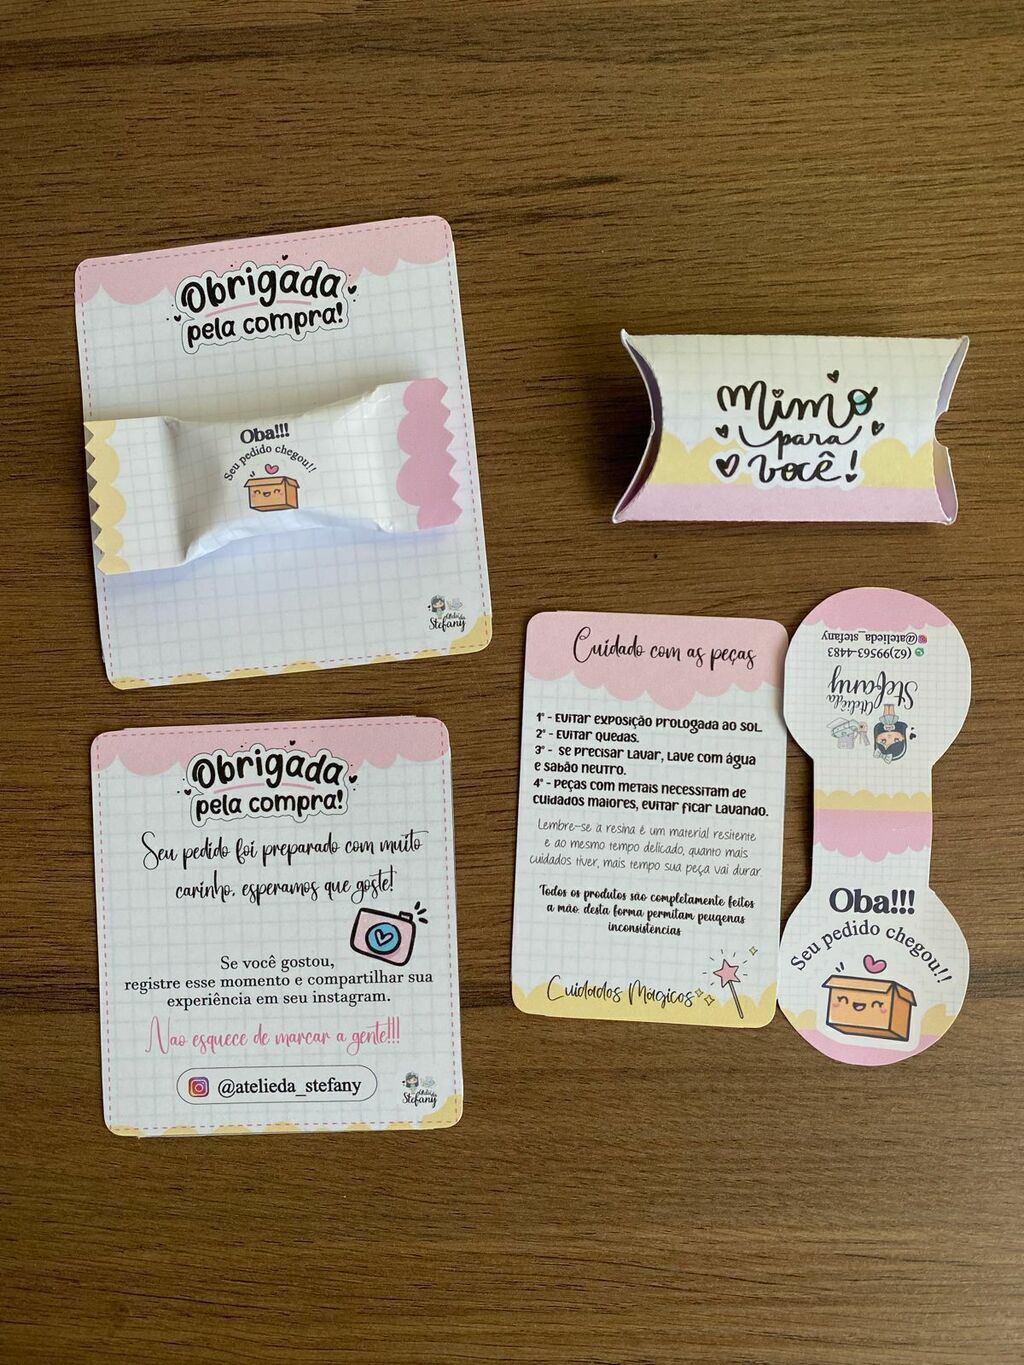 Obrigada
pela compra!
Oba!!!
Seu pedido chegou!!
Ateliê da
Stefany
mimo
para
você!
Cuidado com as peças
1º - Evitar exposição prologada ao sol
2º - Evitar quedas.
3º - Se precisar lavar, lave com água
e sabão neutro.
4º - Peças com metais necessitam de
cuidados maiores, evitar ficar lavando.
Lembre-se a resina é um material resitente
e ao mesmo tempo delicado, quanto mais
cuidados tiver, mais tempo sua peça vai durar.
Todos os produtos são completamente feitos
a mão, desta forma permitam peuqenas
inconsistências
Cuidados Mágicos
@atelieda_stefany
(62)99563-4483
Ateliê da
Stefany
Oba!!!
Seu pedido chegou!!
Obrigada
pela compra!
Seu pedido foi preparado com muito
carinho, esperamos que goste!
Se você gostou,
registre esse momento e compartilhar sua
experiência em seu instagram.
Nao esquece de marcar a gente!!!
@atelieda_stefany
Ateliê da
Stefany